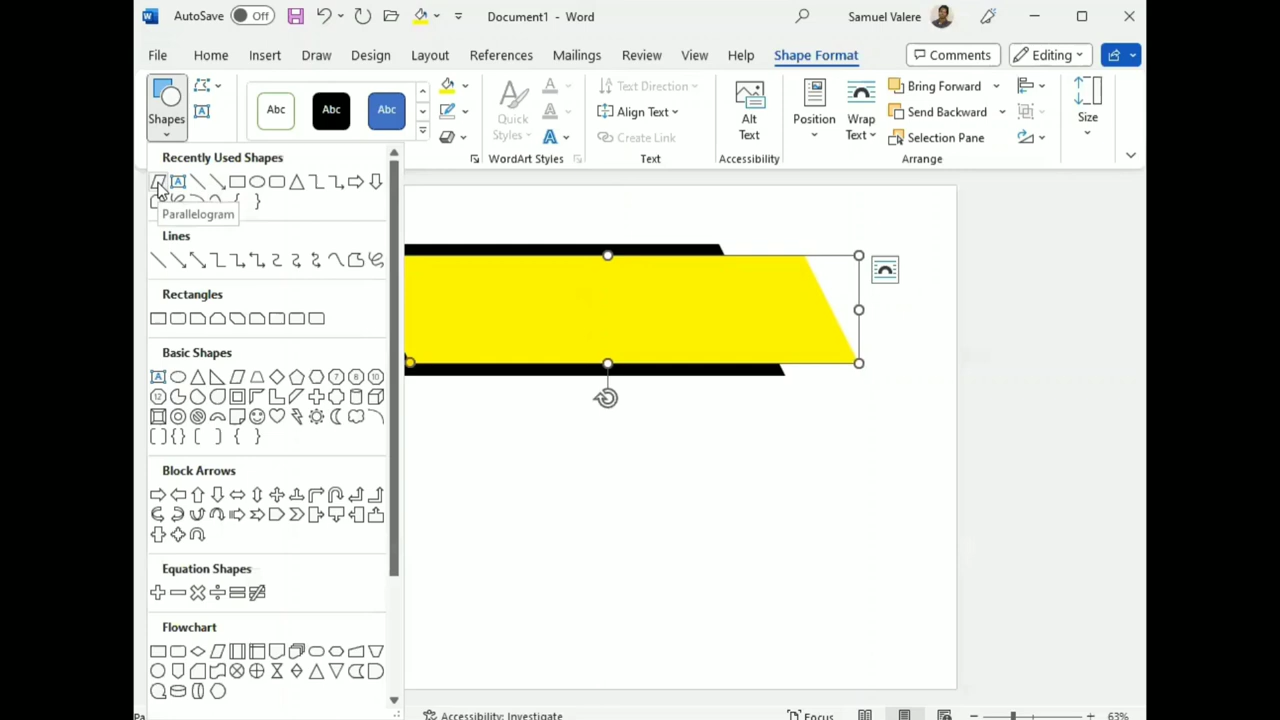 AutoSave Off Document1 - Word Samuel Valere
File Home Insert Draw Design Layout References Mailings Review View Help Shape Format Comments Editing
Shapes
Abc Abc Abc
Quick Styles
Text Direction
Align Text
Create Link
Alt Text
Position
Wrap Text
Bring Forward
Send Backward
Selection Pane
Size
WordArt Styles Text Accessibility Arrange
Recently Used Shapes
Parallelogram
Lines
Rectangles
Basic Shapes
Block Arrows
Equation Shapes
Flowchart
Pa Accessibility: Investigate Focus 63%